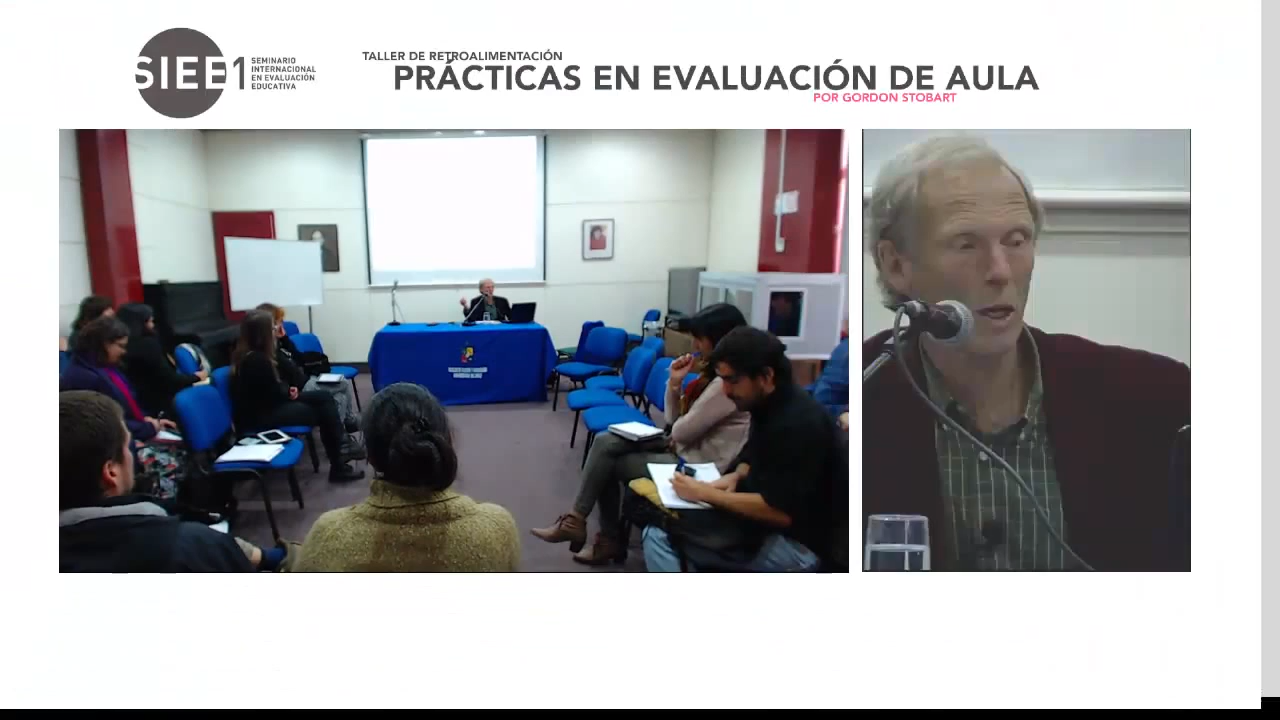 SIEE1
SEMINARIO
INTERNACIONAL
EN EVALUACIÓN
EDUCATIVA
TALLER DE RETROALIMENTACIÓN
PRÁCTICAS EN EVALUACIÓN DE AULA
POR GORDON STOBART